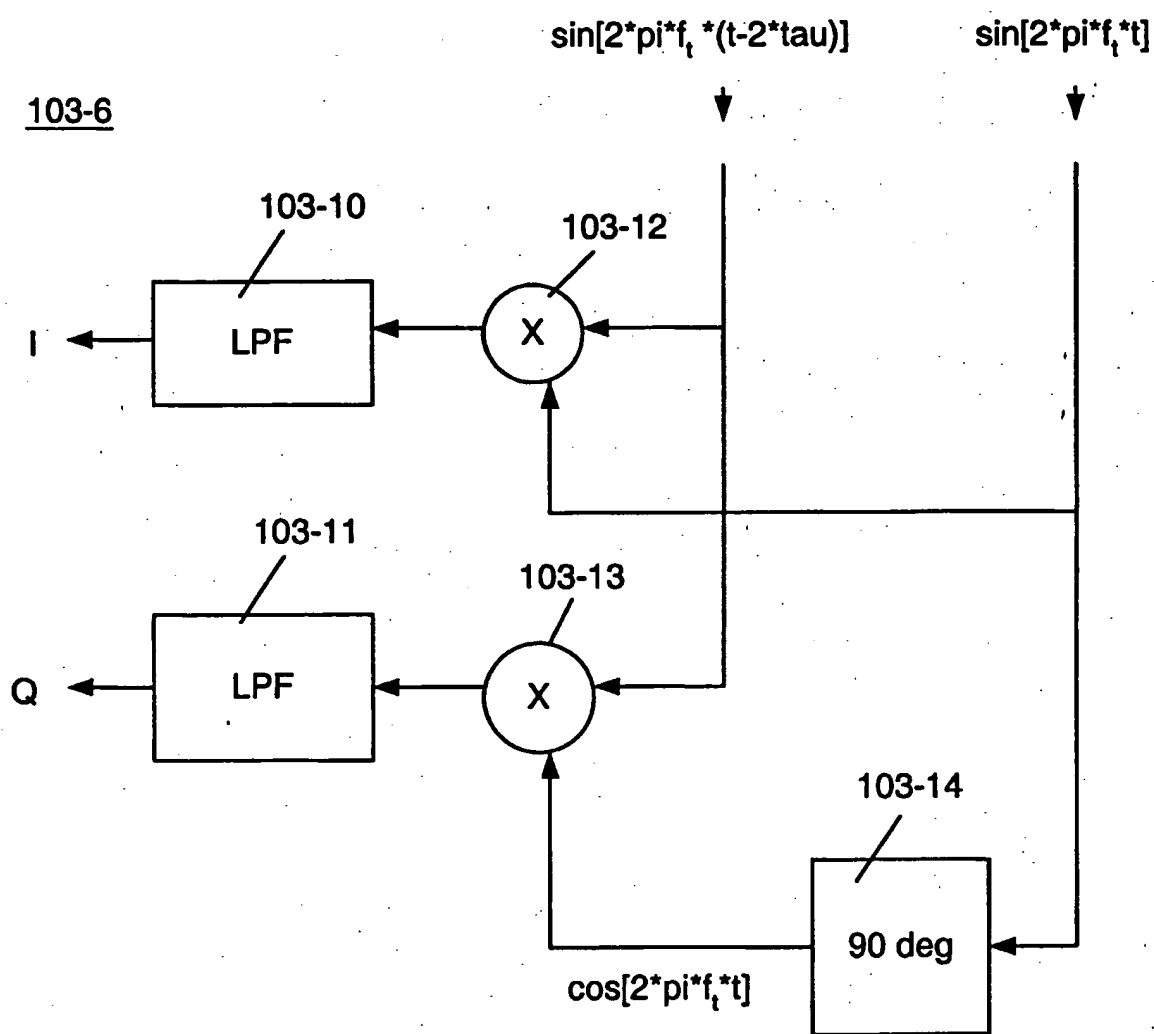 sin[2*pi*f_t *(t-2*tau)]
sin[2*pi*f_t*t]
103-6
103-10
103-12
I
LPF
X
103-11
103-13
Q
LPF
X
103-14
90 deg
cos[2*pi*f_t*t]